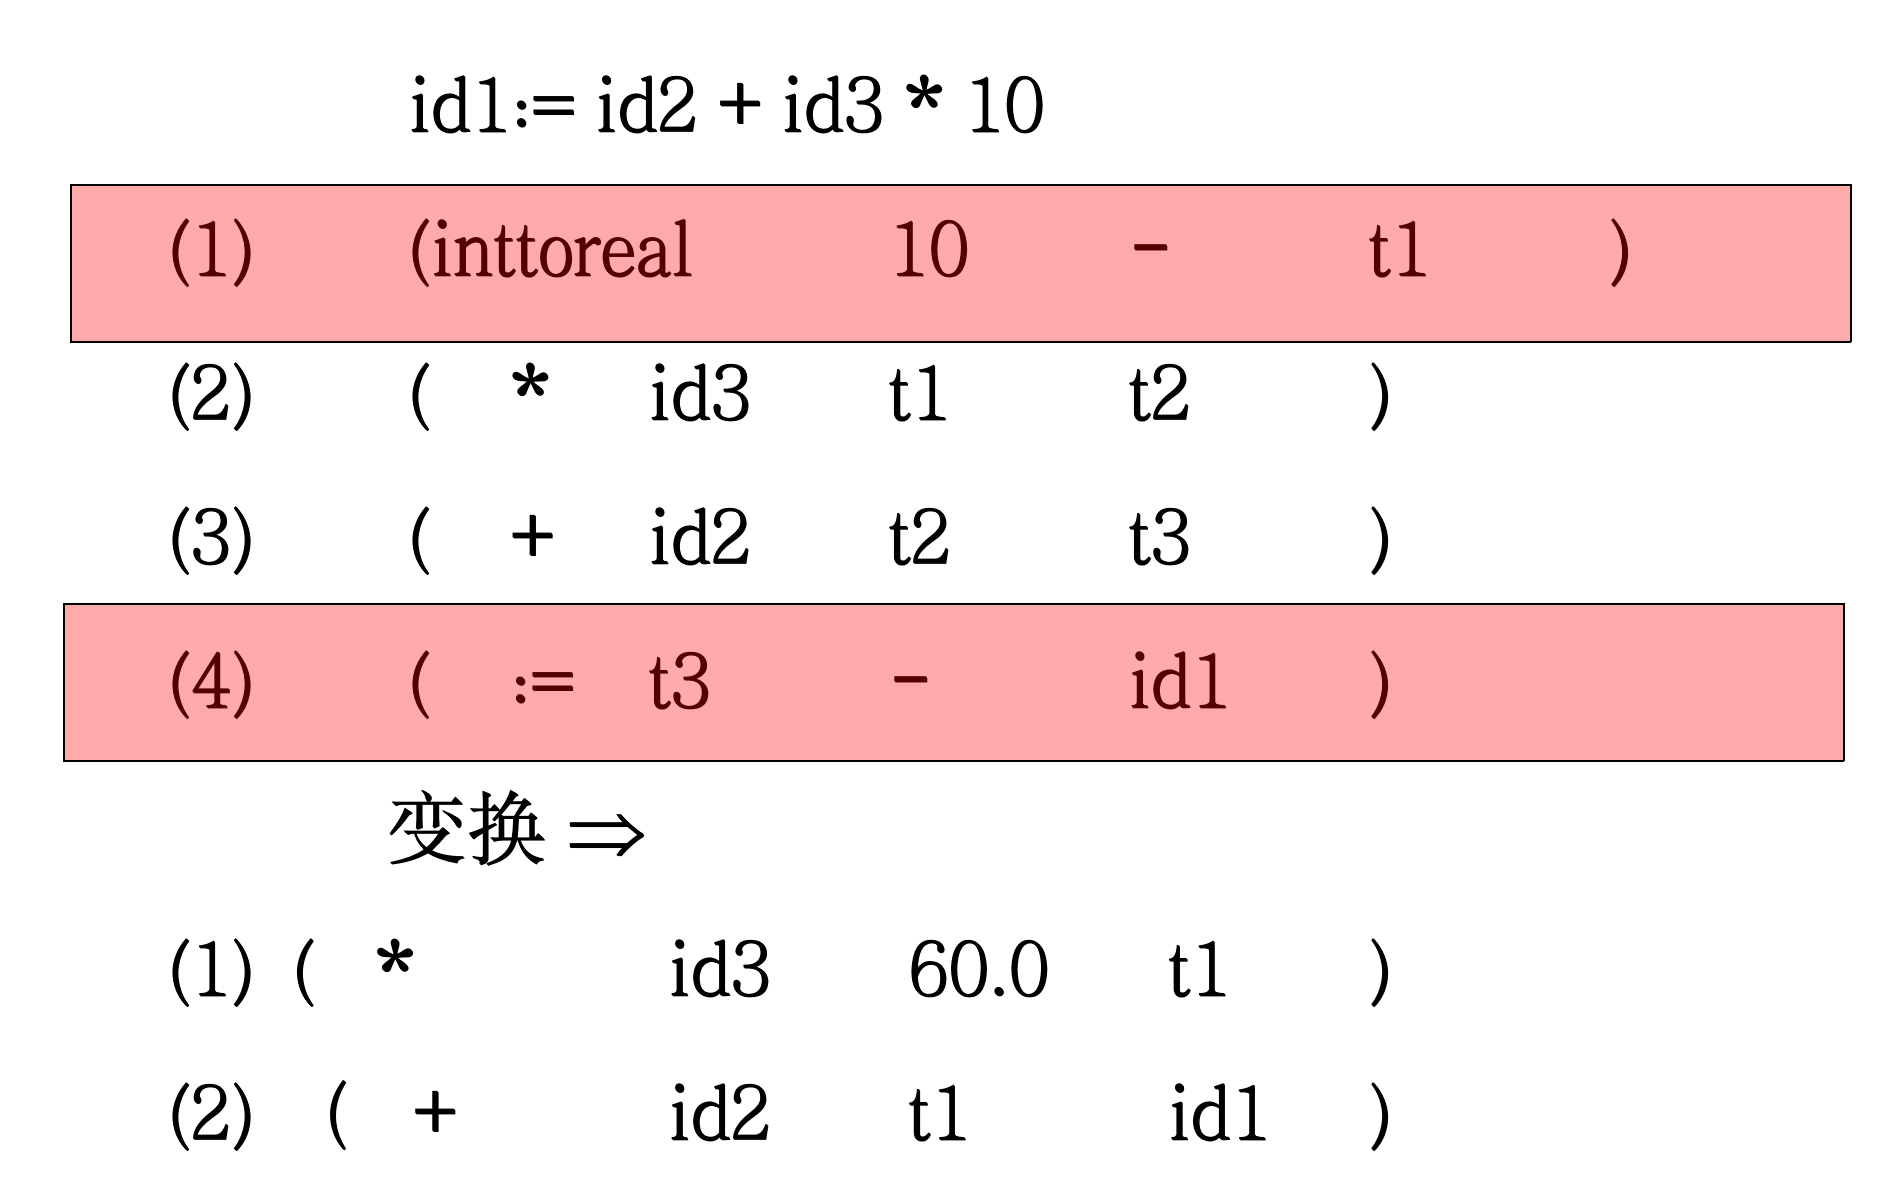 id1:= id2 + id3 * 10
(1) (inttoreal 10 - t1 )
(2) ( * id3 t1 t2 )
(3) ( + id2 t2 t3 )
(4) ( := t3 - id1 )
变换 ⇒
(1) ( * id3 60.0 t1 )
(2) ( + id2 t1 id1 )